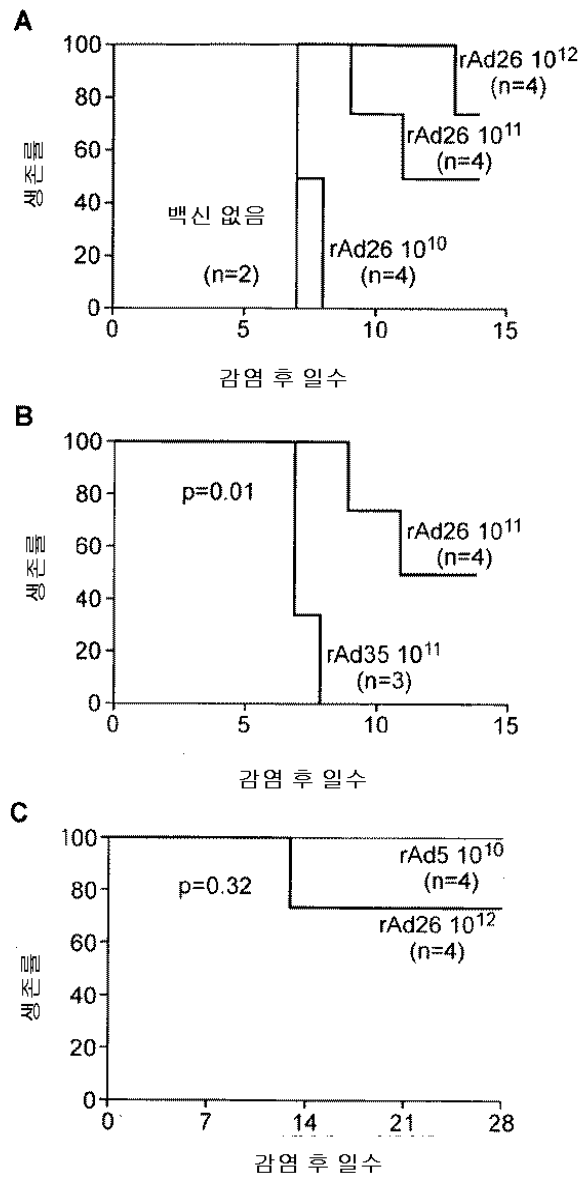 A
100
80
60
40
20
0
생존률
백신 없음
(n=2)
rAd26 10¹²
(n=4)
rAd26 10¹¹
(n=4)
rAd26 10¹⁰
(n=4)
0 5 10 15
감염 후 일수
B
100
80
60
40
20
0
생존률
p=0.01
rAd26 10¹¹
(n=4)
rAd35 10¹¹
(n=3)
0 5 10 15
감염 후 일수
C
100
80
60
40
20
0
생존률
p=0.32
rAd5 10¹⁰
(n=4)
rAd26 10¹²
(n=4)
0 7 14 21 28
감염 후 일수